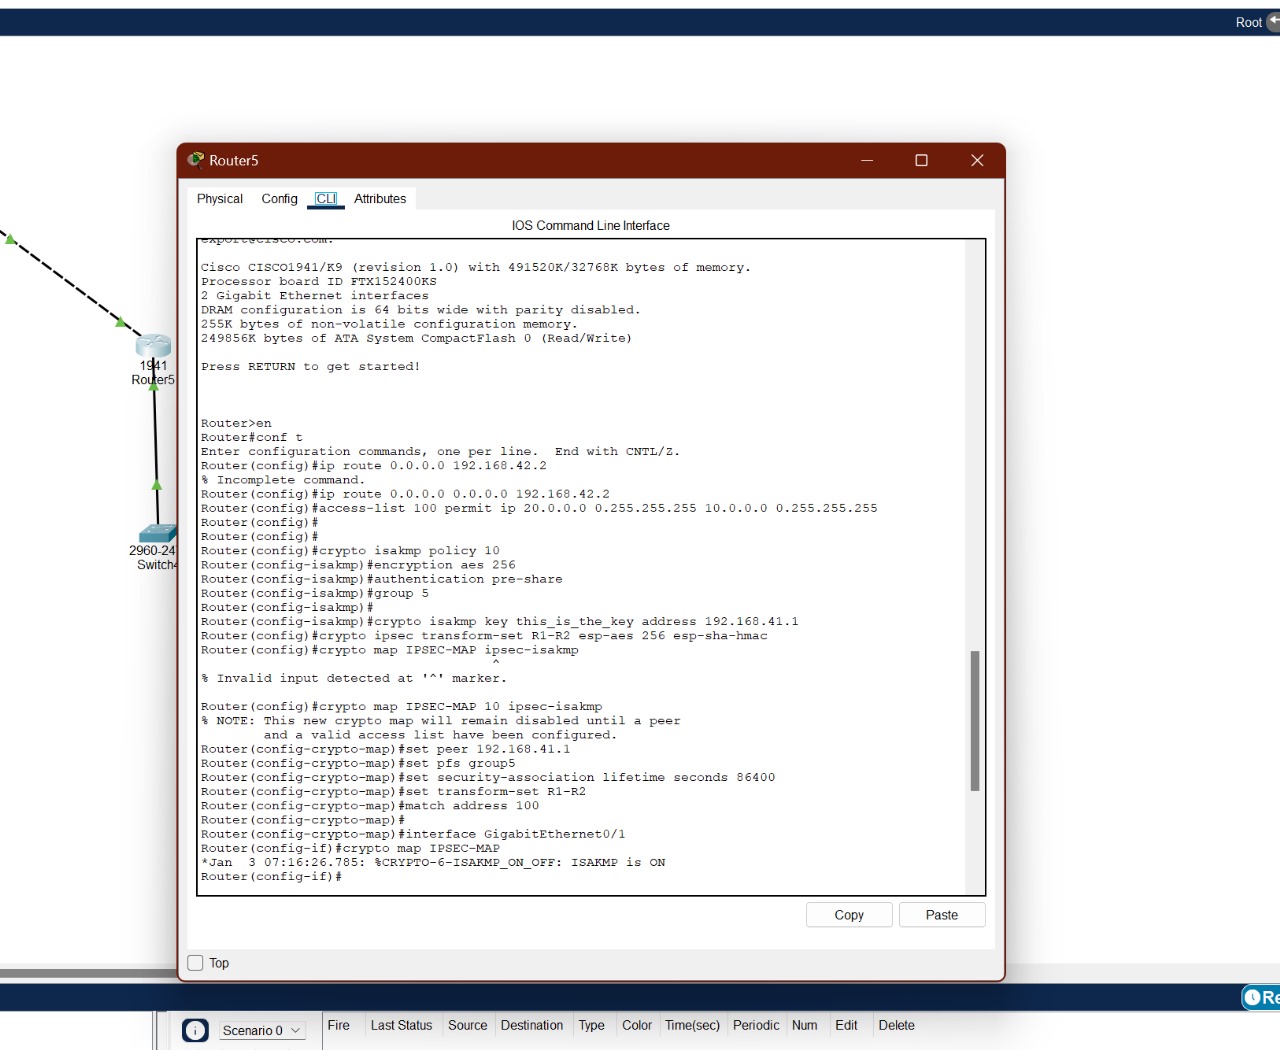 Root
Router5
Physical Config CLI Attributes
IOS Command Line Interface
export@cisco.com.
Cisco CISCO1941/K9 (revision 1.0) with 491520K/32768K bytes of memory.
Processor board ID FTX152400KS
2 Gigabit Ethernet interfaces
DRAM configuration is 64 bits wide with parity disabled.
255K bytes of non-volatile configuration memory.
249856K bytes of ATA System CompactFlash 0 (Read/Write)
Press RETURN to get started!
Router>en
Router#conf t
Enter configuration commands, one per line.  End with CNTL/Z.
Router(config)#ip route 0.0.0.0 192.168.42.2
% Incomplete command.
Router(config)#ip route 0.0.0.0 0.0.0.0 192.168.42.2
Router(config)#access-list 100 permit ip 20.0.0.0 0.255.255.255 10.0.0.0 0.255.255.255
Router(config)#
Router(config)#
Router(config)#crypto isakmp policy 10
Router(config-isakmp)#encryption aes 256
Router(config-isakmp)#authentication pre-share
Router(config-isakmp)#group 5
Router(config-isakmp)#
Router(config-isakmp)#crypto isakmp key this_is_the_key address 192.168.41.1
Router(config)#crypto ipsec transform-set R1-R2 esp-aes 256 esp-sha-hmac
Router(config)#crypto map IPSEC-MAP ipsec-isakmp
^
% Invalid input detected at '^' marker.
Router(config)#crypto map IPSEC-MAP 10 ipsec-isakmp
% NOTE: This new crypto map will remain disabled until a peer
and a valid access list have been configured.
Router(config-crypto-map)#set peer 192.168.41.1
Router(config-crypto-map)#set pfs group5
Router(config-crypto-map)#set security-association lifetime seconds 86400
Router(config-crypto-map)#set transform-set R1-R2
Router(config-crypto-map)#match address 100
Router(config-crypto-map)#
Router(config-crypto-map)#interface GigabitEthernet0/1
Router(config-if)#crypto map IPSEC-MAP
*Jan  3 07:16:26.785: %CRYPTO-6-ISAKMP_ON_OFF: ISAKMP is ON
Router(config-if)#
Copy Paste
Top
1941
Router5
2960-24
Switch
Re
Scenario 0
Fire Last Status Source Destination Type Color Time(sec) Periodic Num Edit Delete